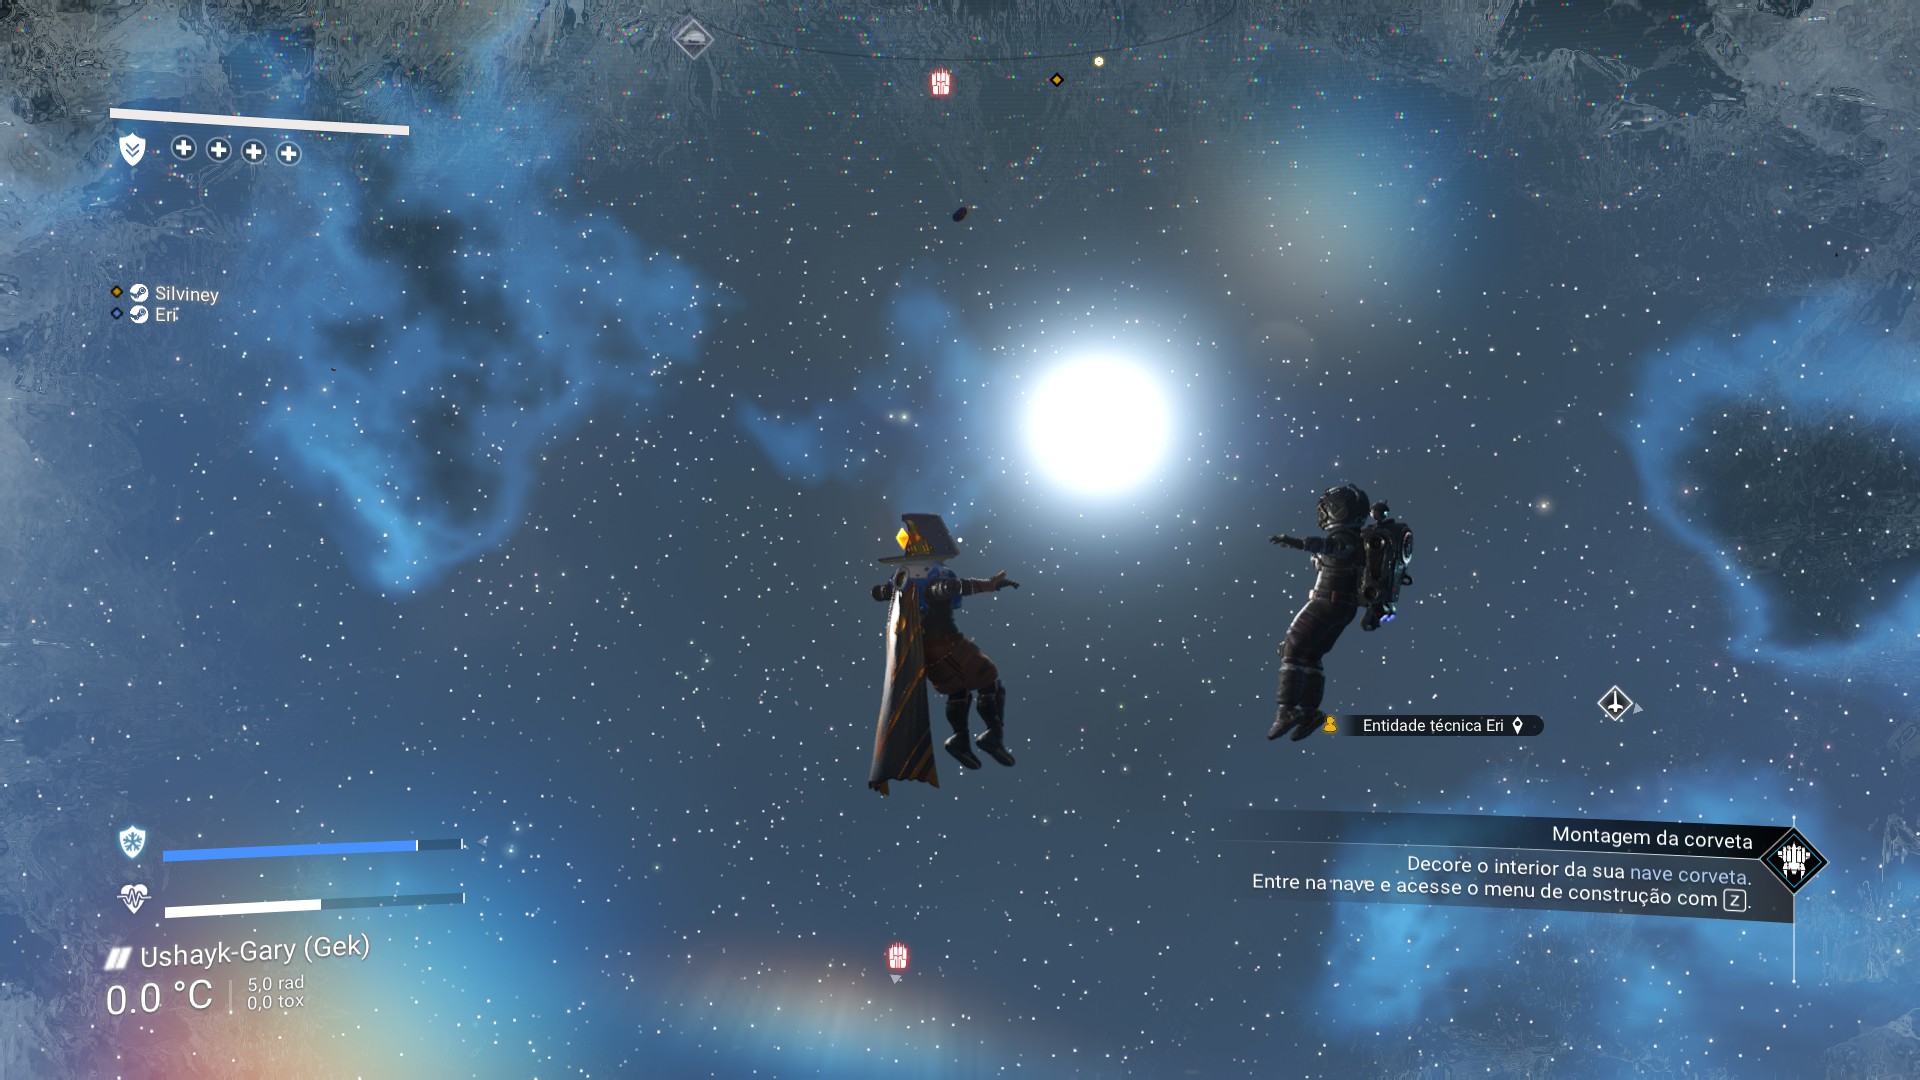 Silviney
Eri
Entidade técnica Eri
Montagem da corveta
Decore o interior da sua nave corveta.
Entre na nave e acesse o menu de construção com Z.
Ushayk-Gary (Gek)
0.0 °C
5,0 rad
0,0 tox